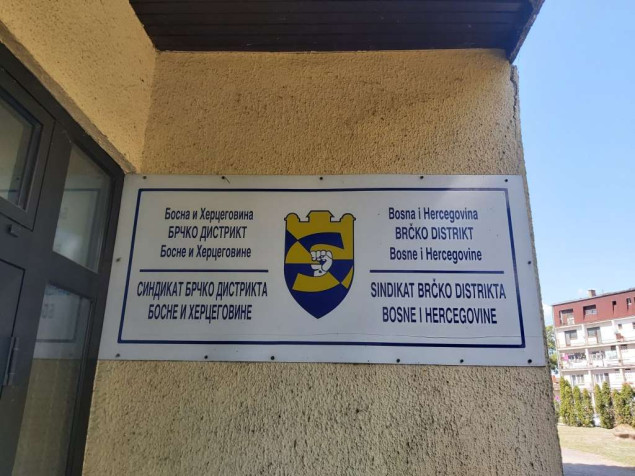 Босна и Херцеговина
БРЧКО ДИСТРИКТ
Босне и Херцеговине
СИНДИКАТ БРЧКО ДИСТРИКТА
БОСНЕ И ХЕРЦЕГОВИНЕ
Bosna i Hercegovina
BRČKO DISTRIKT
Bosne i Hercegovine
SINDIKAT BRČKO DISTRIKTA
BOSNE I HERCEGOVINE